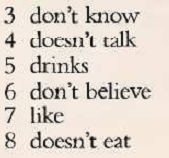 3 don't know
4 doesn't talk
5 drinks
6 don't believe
7 like
8 doesn't eat